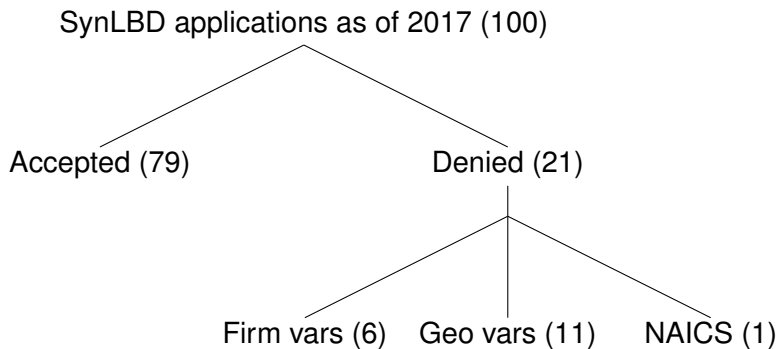 SynLBD applications as of 2017 (100)
Accepted (79) Denied (21)
Firm vars (6) Geo vars (11) NAICS (1)